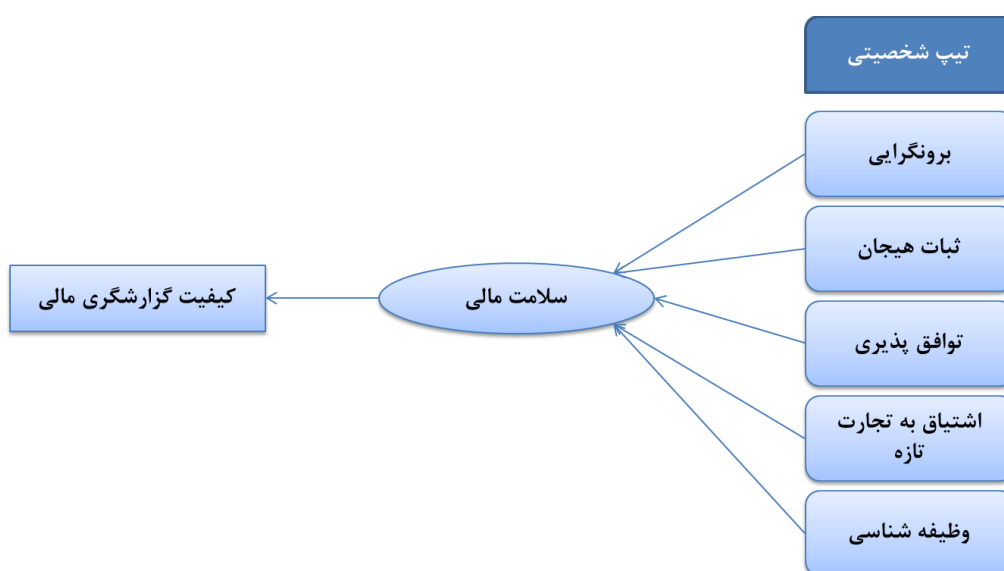 تیپ شخصیتی
برونگرایی
ثبات هیجان
توافق پذیری
اشتیاق به تجارت
تازه
وظیفه شناسی
سلامت مالی
کیفیت گزارشگری مالی